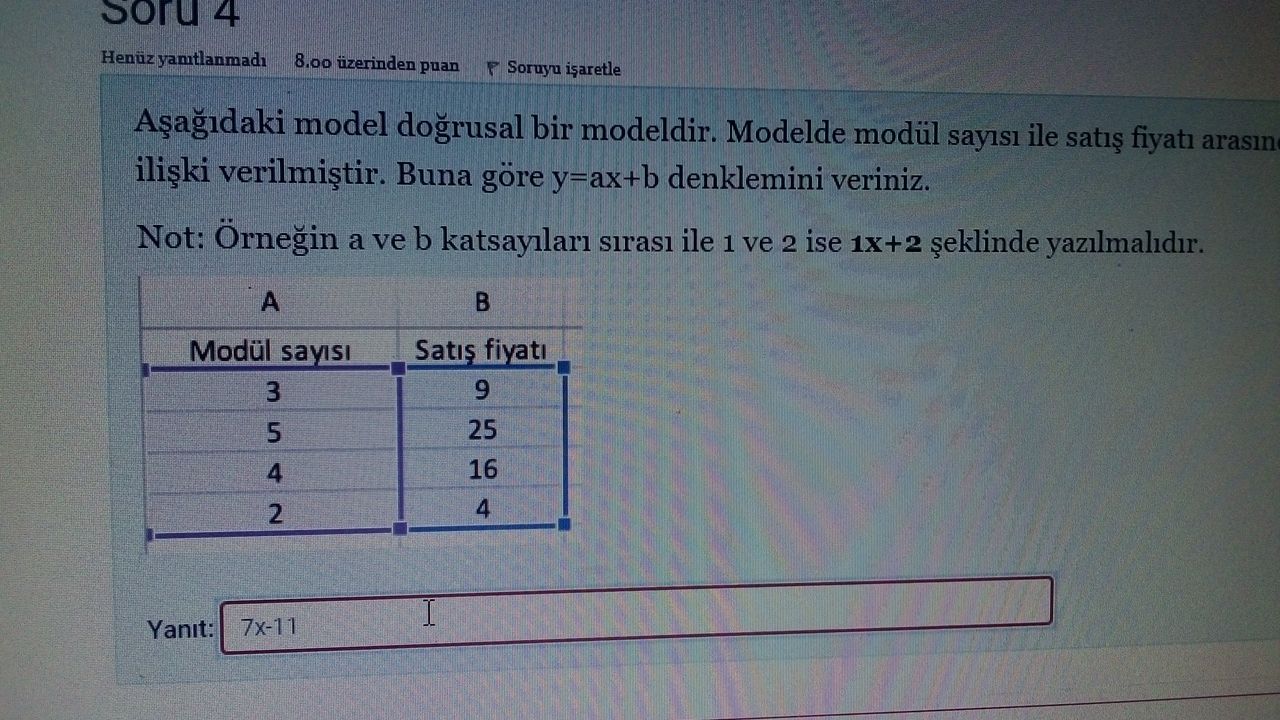 Soru 4
Henüz yanıtlanmadı 8.00 üzerinden puan Soruyu işaretle
Aşağıdaki model doğrusal bir modeldir. Modelde modül sayısı ile satış fiyatı
ilişki verilmiştir. Buna göre y=ax+b denklemini veriniz.
Not: Örneğin a ve b katsayıları sırası ile 1 ve 2 ise 1x+2 şeklinde yazılmalıdır.
A B
Modül sayısı Satış fiyatı
3 9
5 25
4 16
2 4
Yanıt: 7x-11